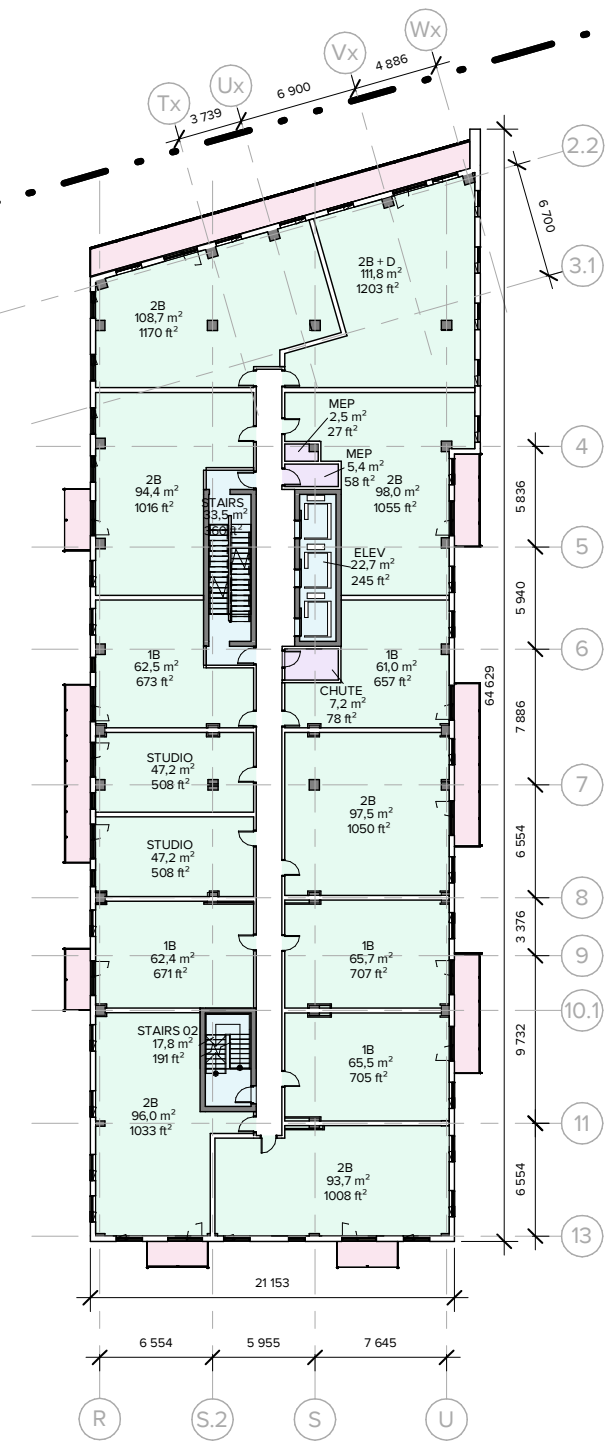 Wx
4 886
Vx
6 900
Ux
3 739
Tx
2.2
6 700
3.1
2B + D
111,8 m²
1203 ft²
2B
108,7 m²
1170 ft²
MEP
2,5 m²
27 ft²
4
MEP
5,4 m²
58 ft²
2B
94,4 m²
1016 ft²
2B
98,0 m²
1055 ft²
5 836
STAIRS
33,5 m²
360 ft²
5
ELEV
22,7 m²
245 ft²
5 940
6
1B
62,5 m²
673 ft²
1B
61,0 m²
657 ft²
64 629
CHUTE
7,2 m²
78 ft²
7 886
STUDIO
47,2 m²
508 ft²
7
2B
97,5 m²
1050 ft²
6 554
STUDIO
47,2 m²
508 ft²
8
3 376
1B
62,4 m²
671 ft²
1B
65,7 m²
707 ft²
9
10.1
STAIRS 02
17,8 m²
191 ft²
9 732
1B
65,5 m²
705 ft²
2B
96,0 m²
1033 ft²
11
2B
93,7 m²
1008 ft²
6 554
13
21 153
6 554
5 955
7 645
R
S.2
S
U